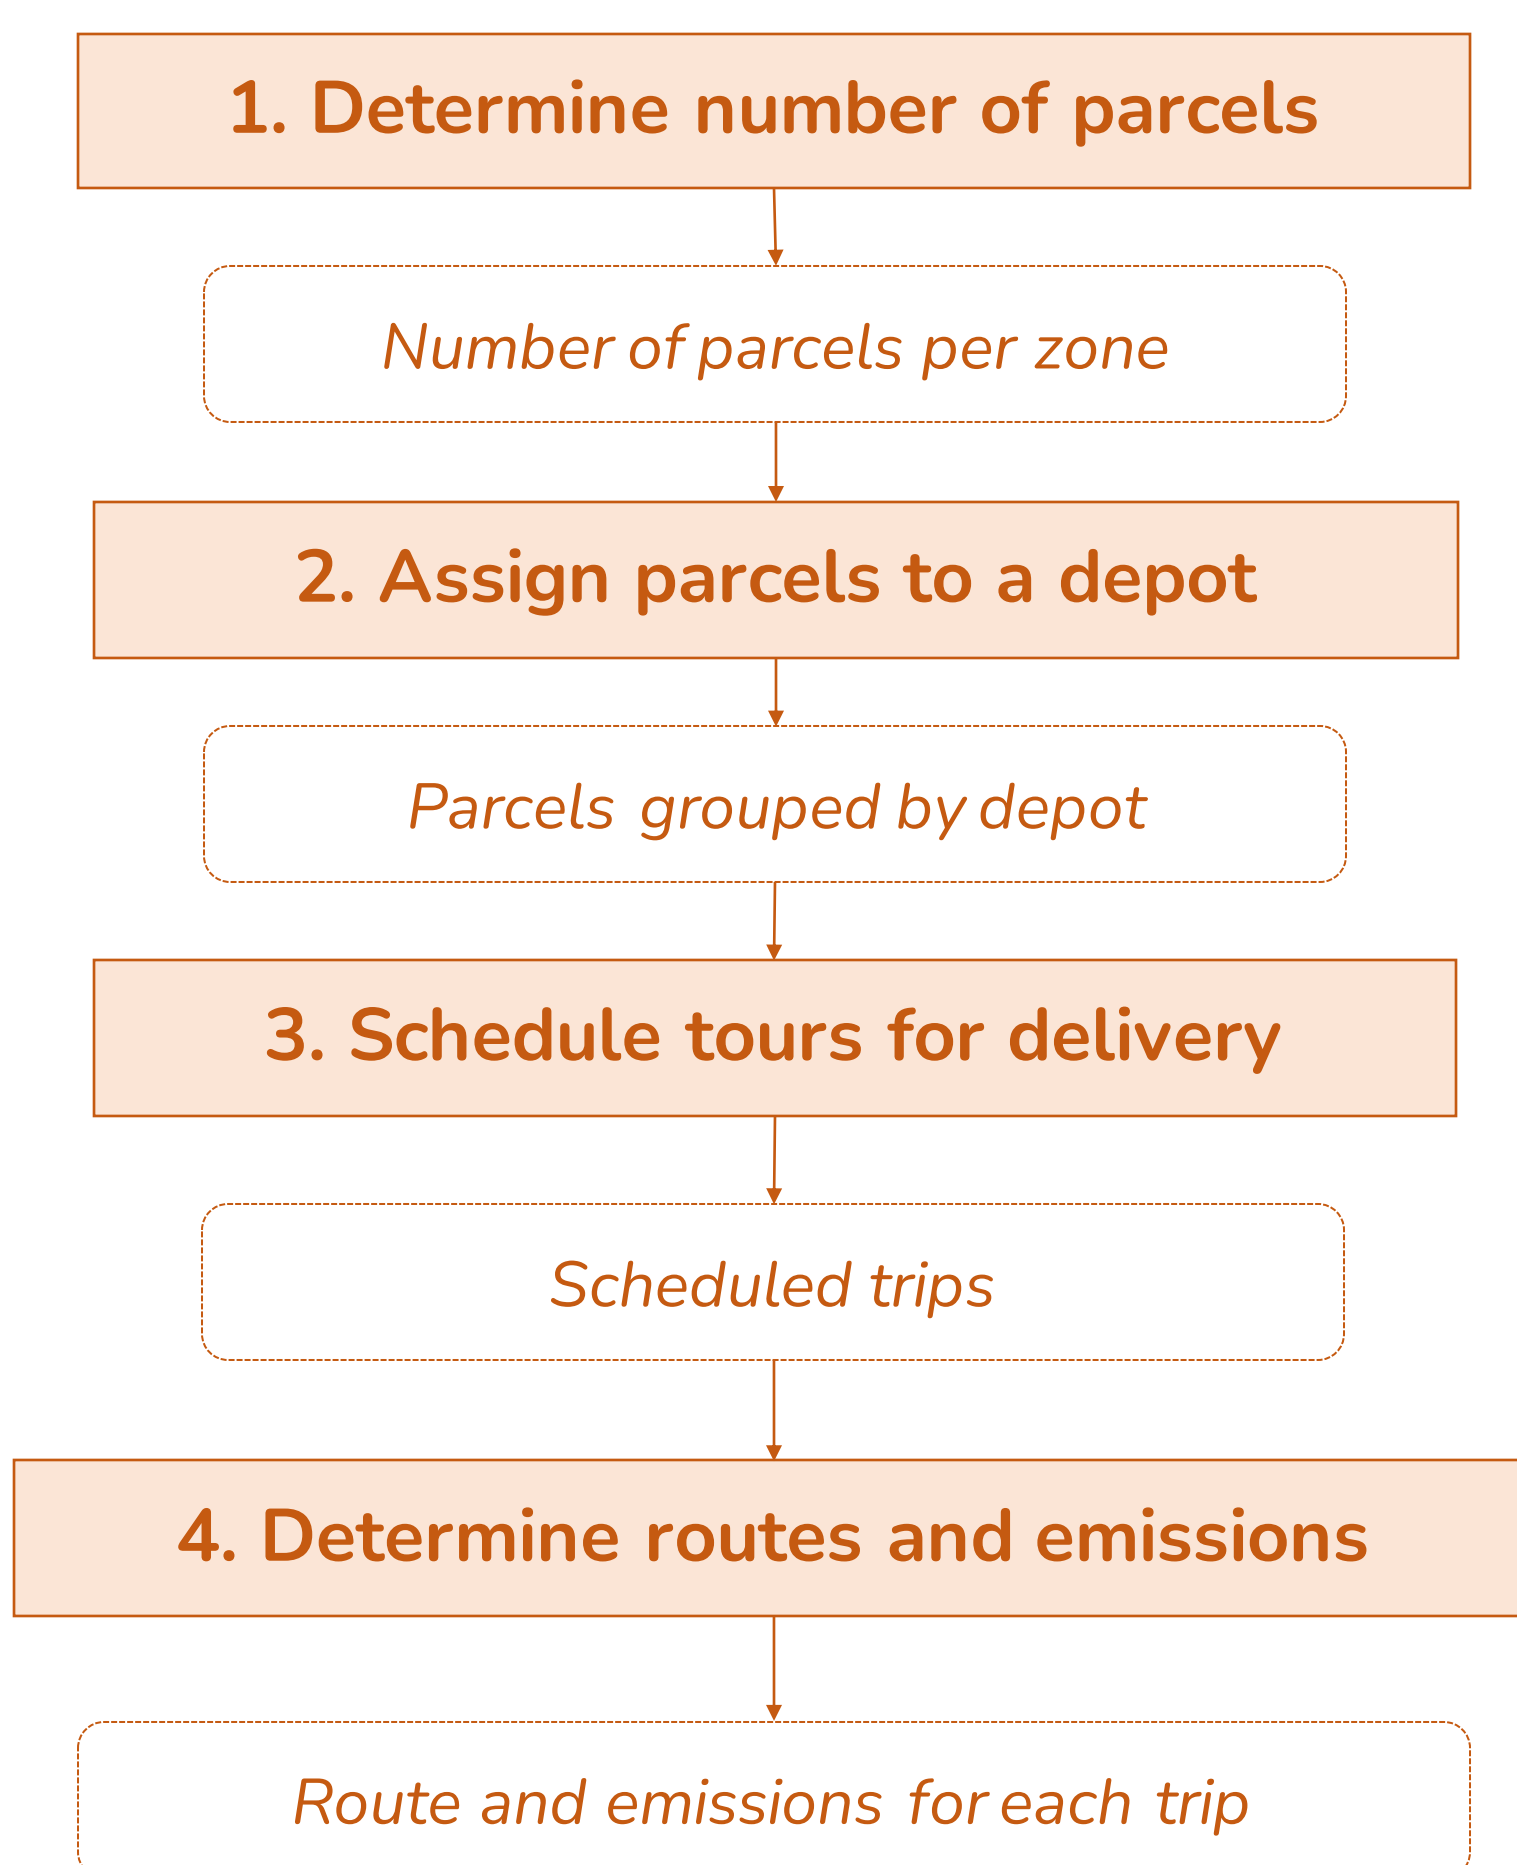 1. Determine number of parcels
Number of parcels per zone
2. Assign parcels to a depot
Parcels grouped by depot
3. Schedule tours for delivery
Scheduled trips
4. Determine routes and emissions
Route and emissions for each trip